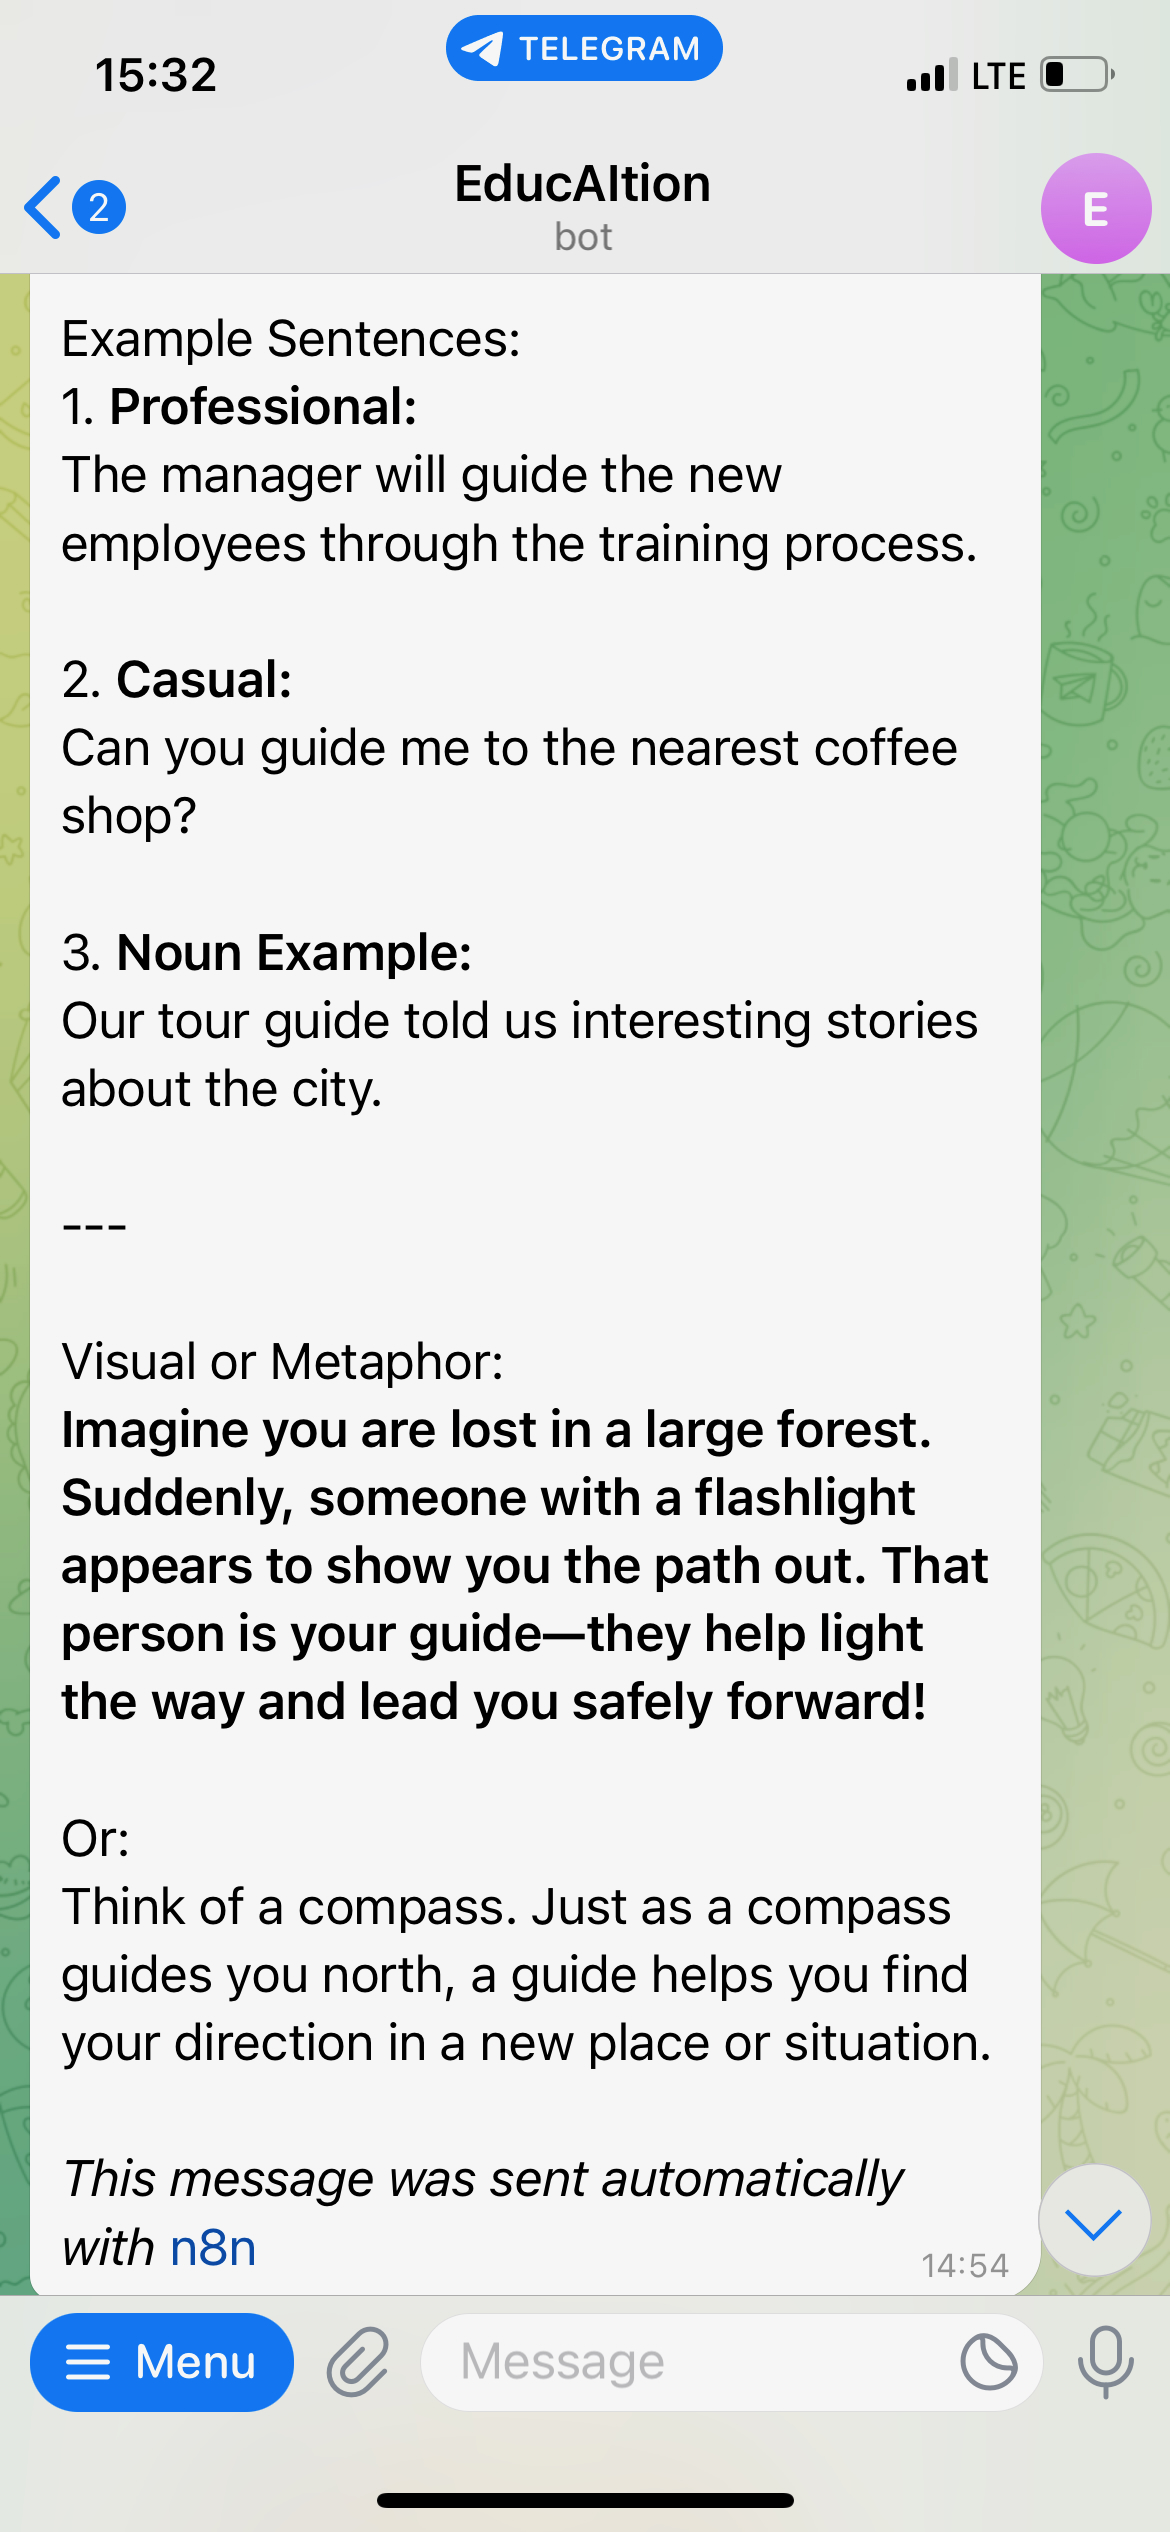 15:32
TELEGRAM
LTE
2
EducAItion
bot
E
Example Sentences:
1. Professional:
The manager will guide the new
employees through the training process.
2. Casual:
Can you guide me to the nearest coffee
shop?
3. Noun Example:
Our tour guide told us interesting stories
about the city.
---
Visual or Metaphor:
Imagine you are lost in a large forest.
Suddenly, someone with a flashlight
appears to show you the path out. That
person is your guide—they help light
the way and lead you safely forward!
Or:
Think of a compass. Just as a compass
guides you north, a guide helps you find
your direction in a new place or situation.
This message was sent automatically
with n8n
14:54
Menu
Message